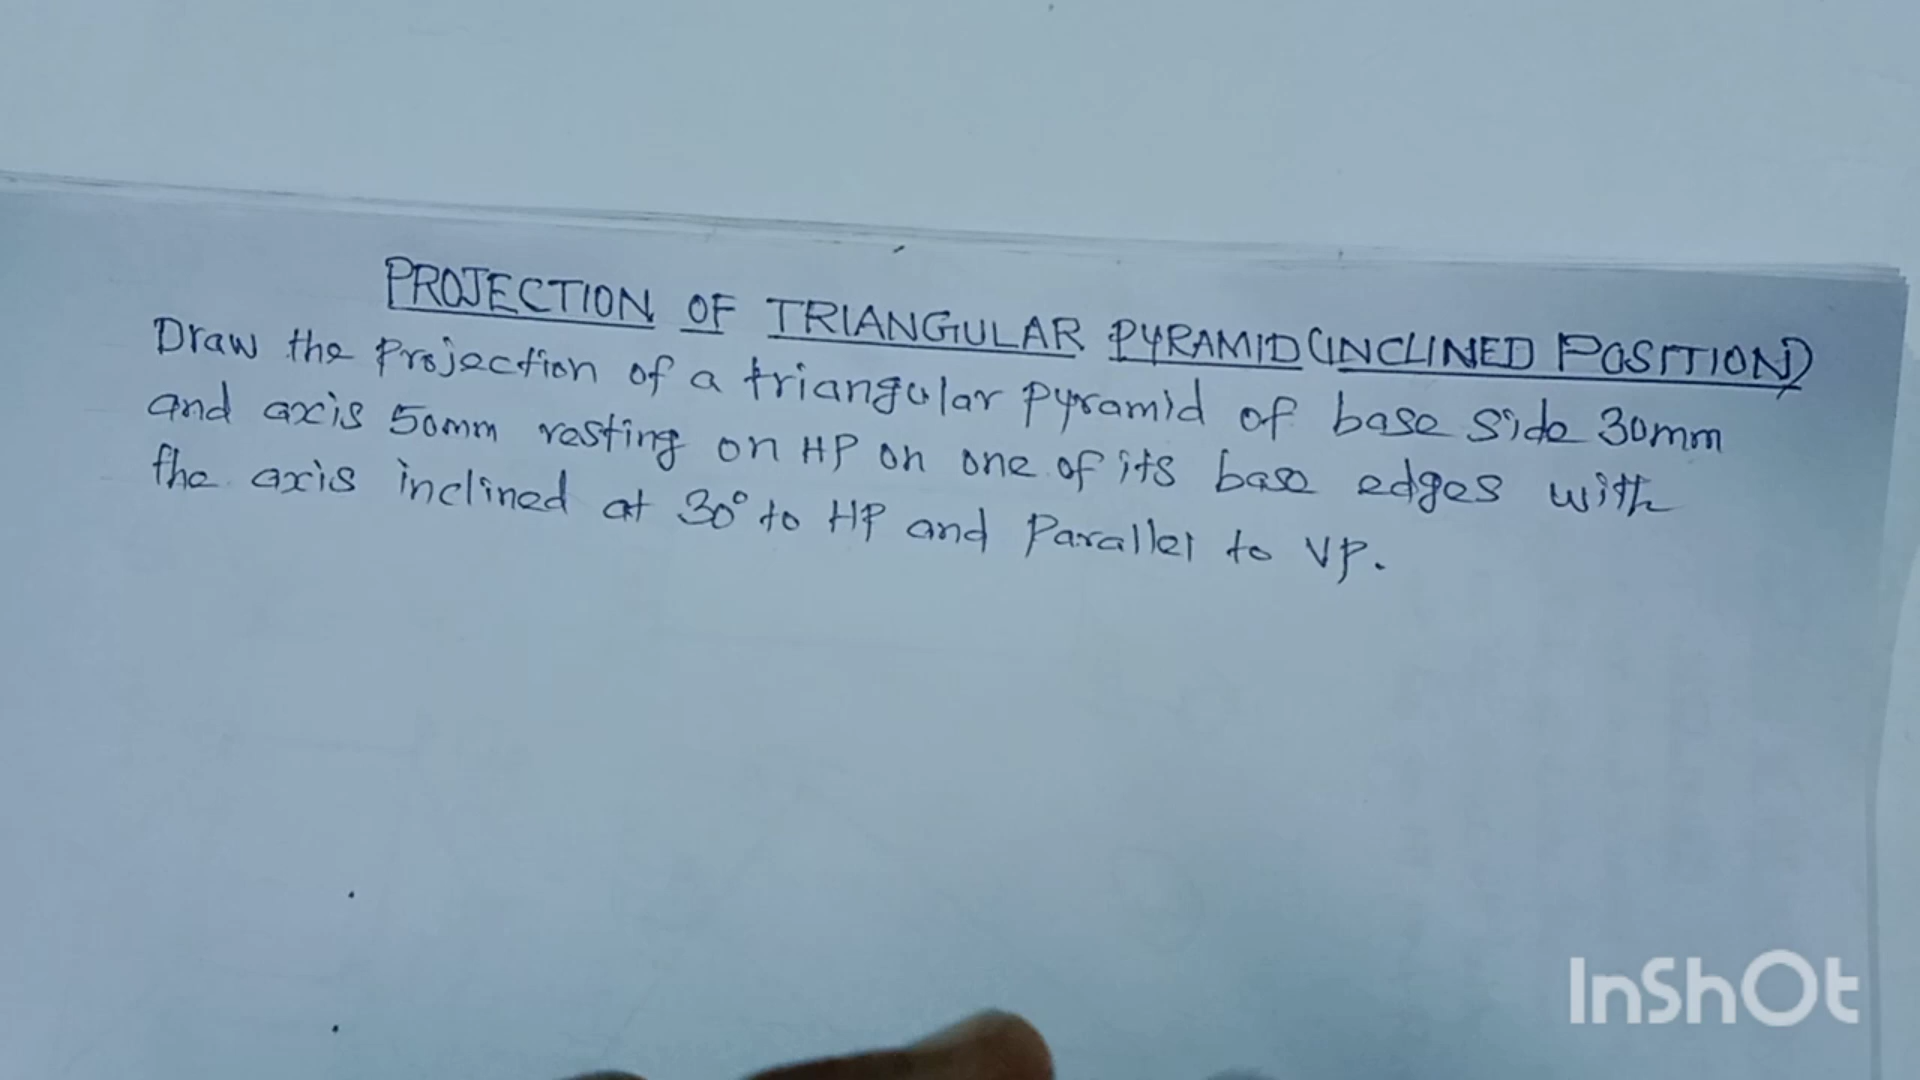 PROJECTION OF TRIANGULAR PYRAMID (INCLINED POSITION)
Draw the Projection of a triangular pyramid of base side 30mm
and axis 50mm resting on HP on one of its base edges with
the axis inclined at 30° to HP and Parallel to VP.
InShOt